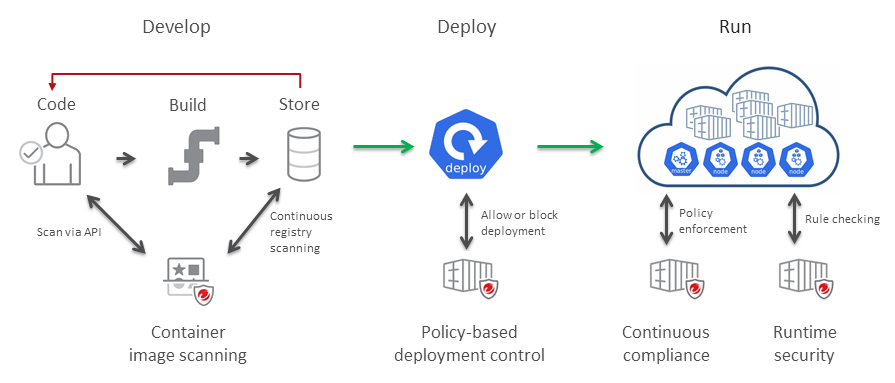 Develop
Deploy
Run
Code
Build
Store
deploy
master
node
node
node
Scan via API
Continuous
registry
scanning
Allow or block
deployment
Policy
enforcement
Rule checking
Container
image scanning
Policy-based
deployment control
Continuous
compliance
Runtime
security